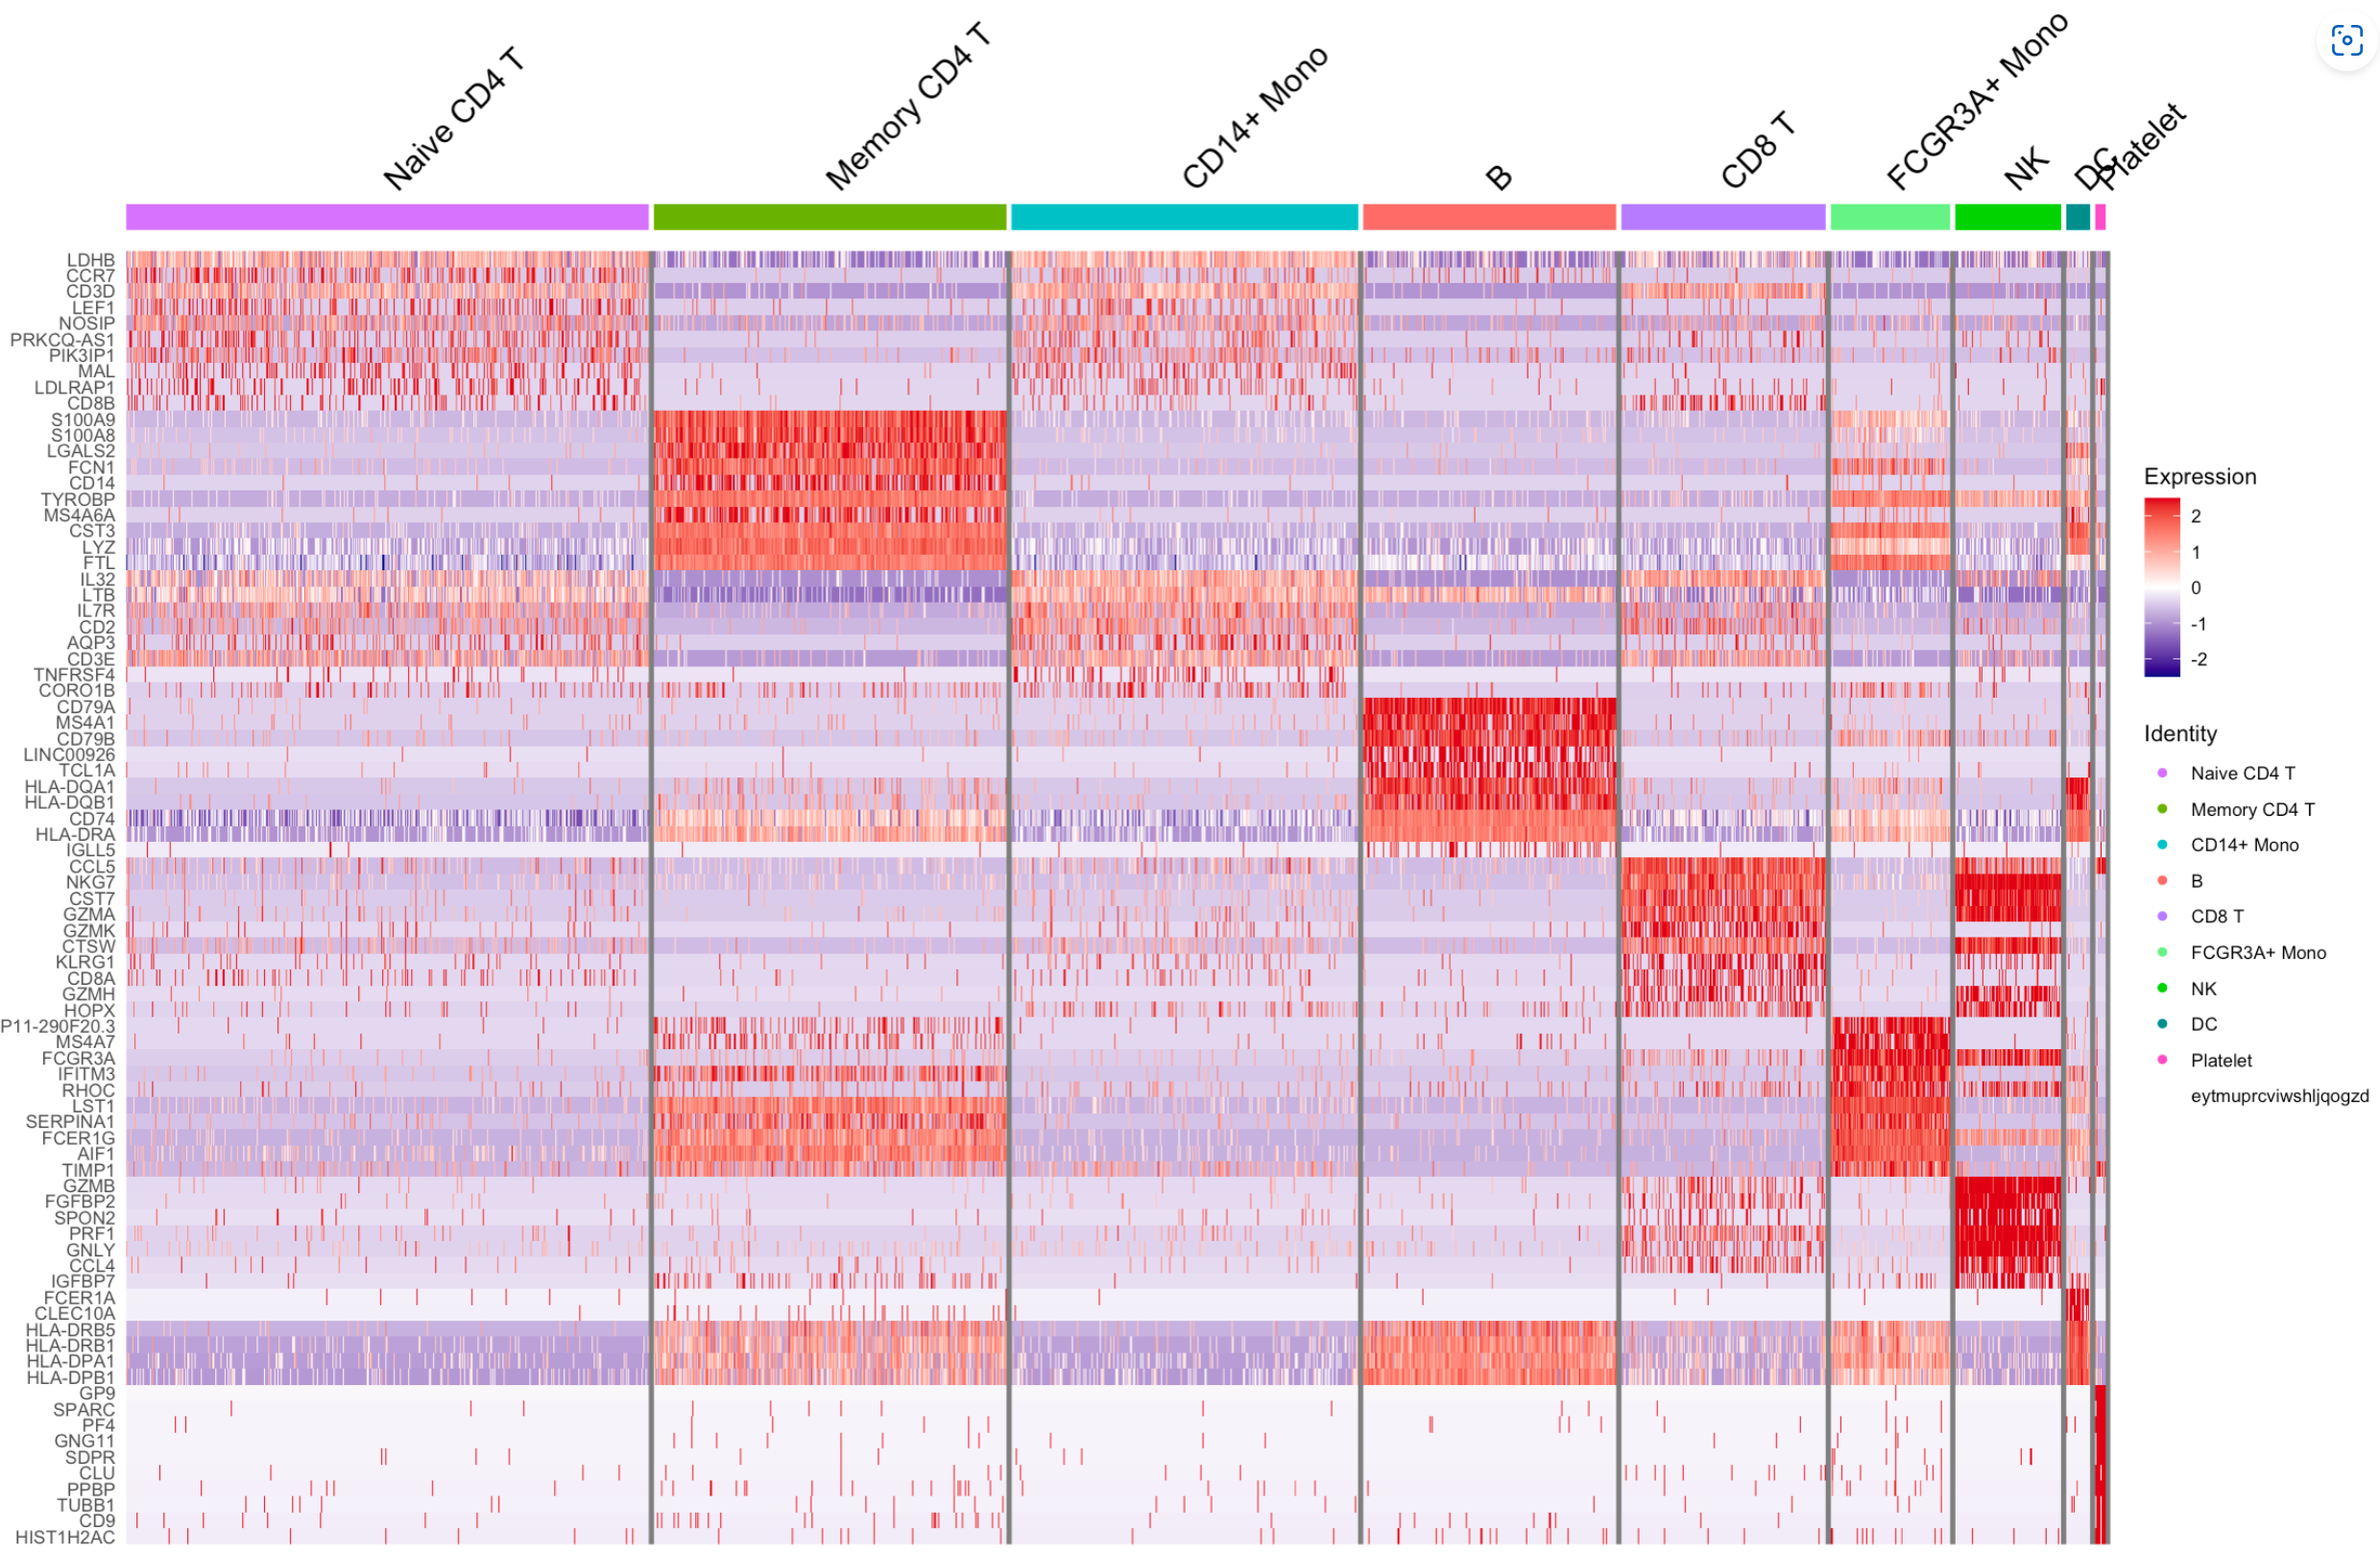 Naive CD4 T
Memory CD4 T
CD14+ Mono
B
CD8 T
FCGR3A+ Mono
NK
DC
Platelet
LDHB
CCR7
CD3D
LEF1
NOSIP
PRKCQ-AS1
PIK3IP1
MAL
LDLRAP1
CD8B
S100A9
S100A8
LGALS2
FCN1
CD14
TYROBP
MS4A6A
CST3
LYZ
FTL
IL32
LTB
IL7R
CD2
AQP3
CD3E
TNFRSF4
CORO1B
CD79A
MS4A1
CD79B
LINC00926
TCL1A
HLA-DQA1
HLA-DQB1
CD74
HLA-DRA
IGLL5
CCL5
NKG7
CST7
GZMA
GZMK
CTSW
KLRG1
CD8A
GZMH
HOPX
P11-290F20.3
MS4A7
FCGR3A
IFITM3
RHOC
LST1
SERPINA1
FCER1G
AIF1
TIMP1
GZMB
FGFBP2
SPON2
PRF1
GNLY
CCL4
IGFBP7
FCER1A
CLEC10A
HLA-DRB5
HLA-DRB1
HLA-DPA1
HLA-DPB1
GP9
SPARC
PF4
GNG11
SDPR
CLU
PPBP
TUBB1
CD9
HIST1H2AC
Expression
2
1
0
-1
-2
Identity
Naive CD4 T
Memory CD4 T
CD14+ Mono
B
CD8 T
FCGR3A+ Mono
NK
DC
Platelet
eytmuprcviwshljqogzd